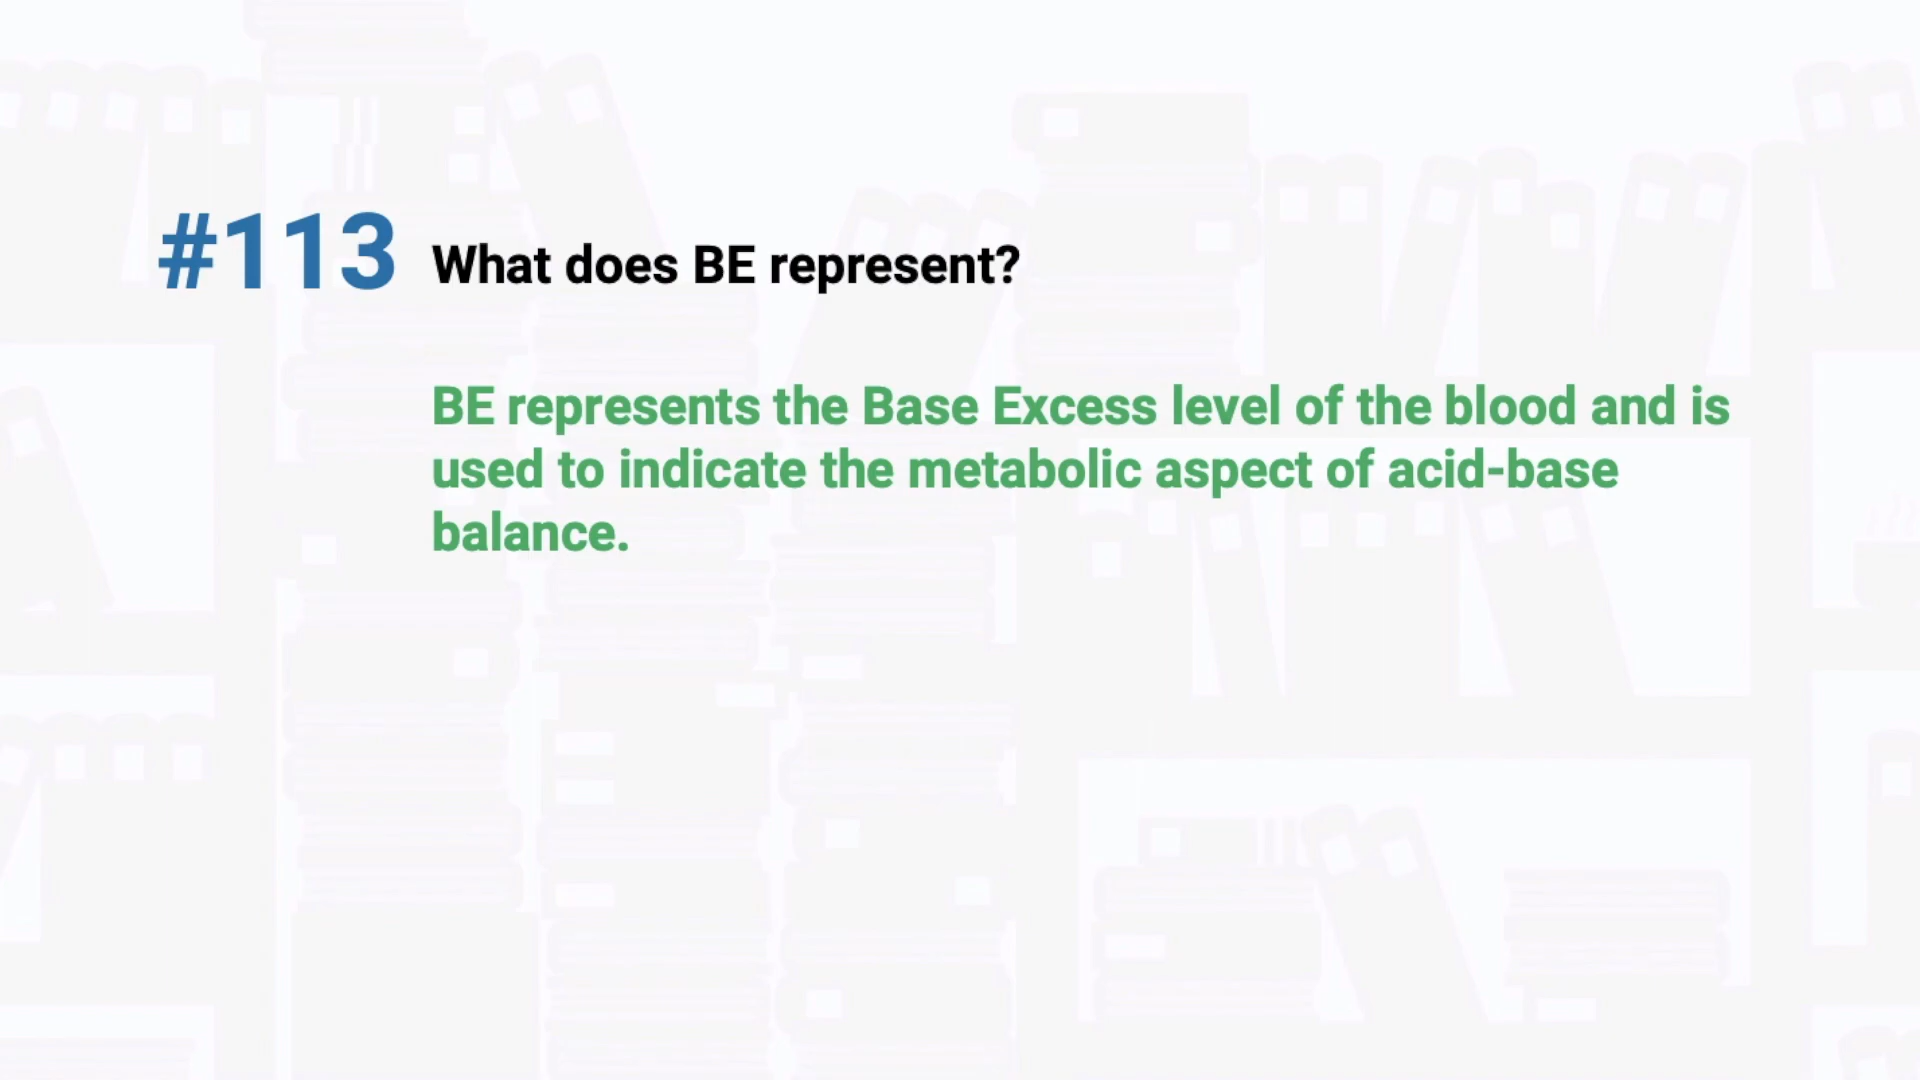 #113 What does BE represent?
BE represents the Base Excess level of the blood and is
used to indicate the metabolic aspect of acid-base
balance.